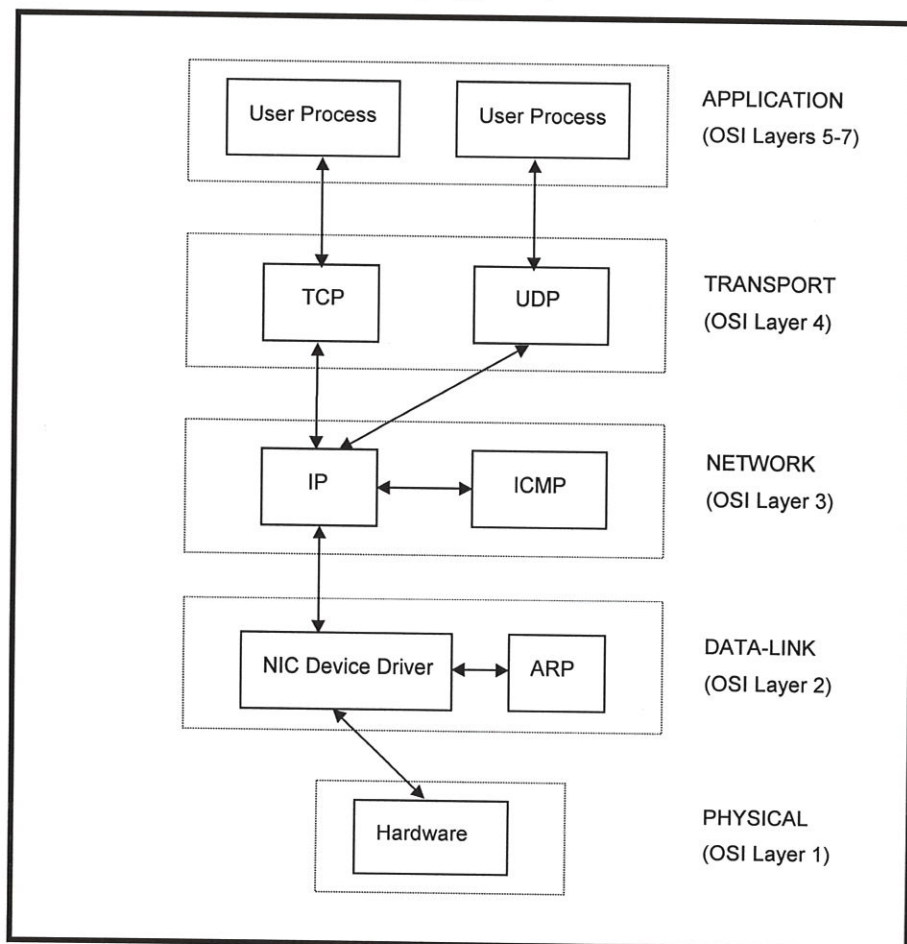 User Process
User Process
APPLICATION
(OSI Layers 5-7)
TCP
UDP
TRANSPORT
(OSI Layer 4)
IP
ICMP
NETWORK
(OSI Layer 3)
NIC Device Driver
ARP
DATA-LINK
(OSI Layer 2)
Hardware
PHYSICAL
(OSI Layer 1)